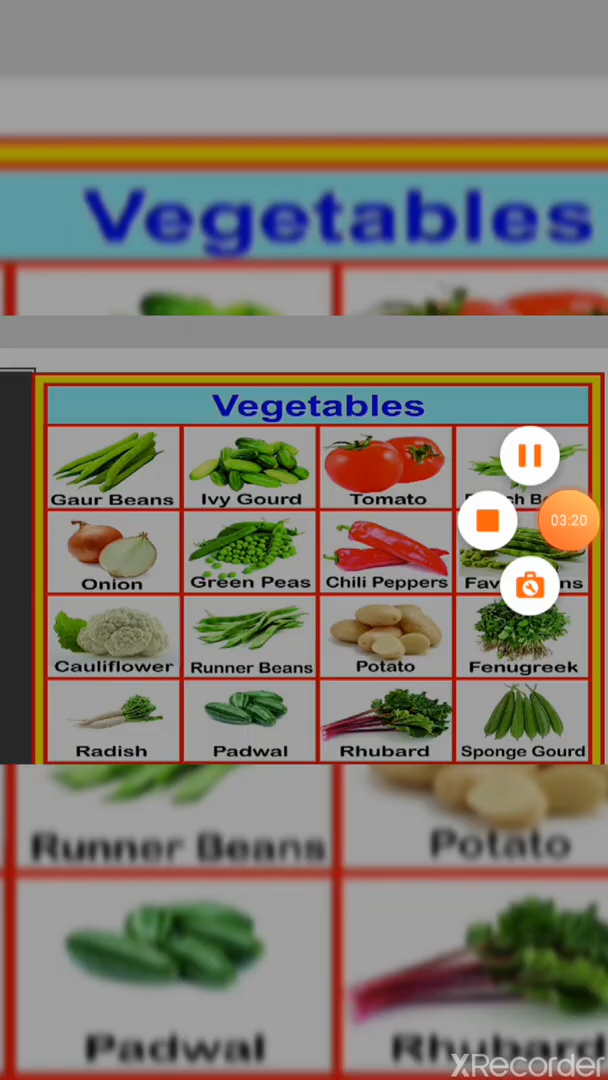 Vegetables
Vegetables
Gaur Beans Ivy Gourd Tomato
03:20
Onion Green Peas Chili Peppers
Cauliflower Runner Beans Potato Fenugreek
Radish Padwal Rhubard Sponge Gourd
Runner Beans Potato
Padwal Rhubard
XRecorder